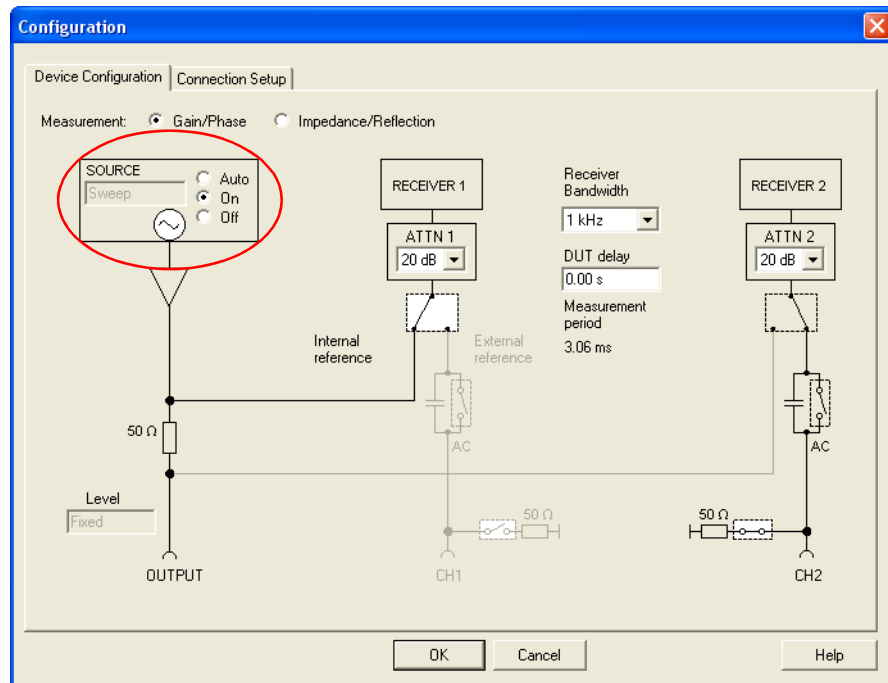 Configuration
Device Configuration
Connection Setup
Measurement:
Gain/Phase
Impedance/Reflection
SOURCE
Sweep
Auto
On
Off
RECEIVER 1
ATTN 1
20 dB
Receiver
Bandwidth
1 kHz
DUT delay
0.00 s
Measurement
period
3.06 ms
RECEIVER 2
ATTN 2
20 dB
Internal
reference
External
reference
50 Ω
AC
AC
Level
Fixed
50 Ω
50 Ω
OUTPUT
CH1
CH2
OK
Cancel
Help